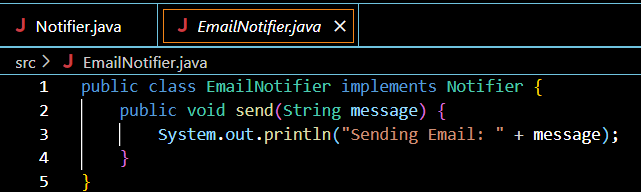 J Notifier.java
J EmailNotifier.java ×
src > J EmailNotifier.java
1 public class EmailNotifier implements Notifier {
2     public void send(String message) {
3         System.out.println("Sending Email: " + message);
4     }
5 }